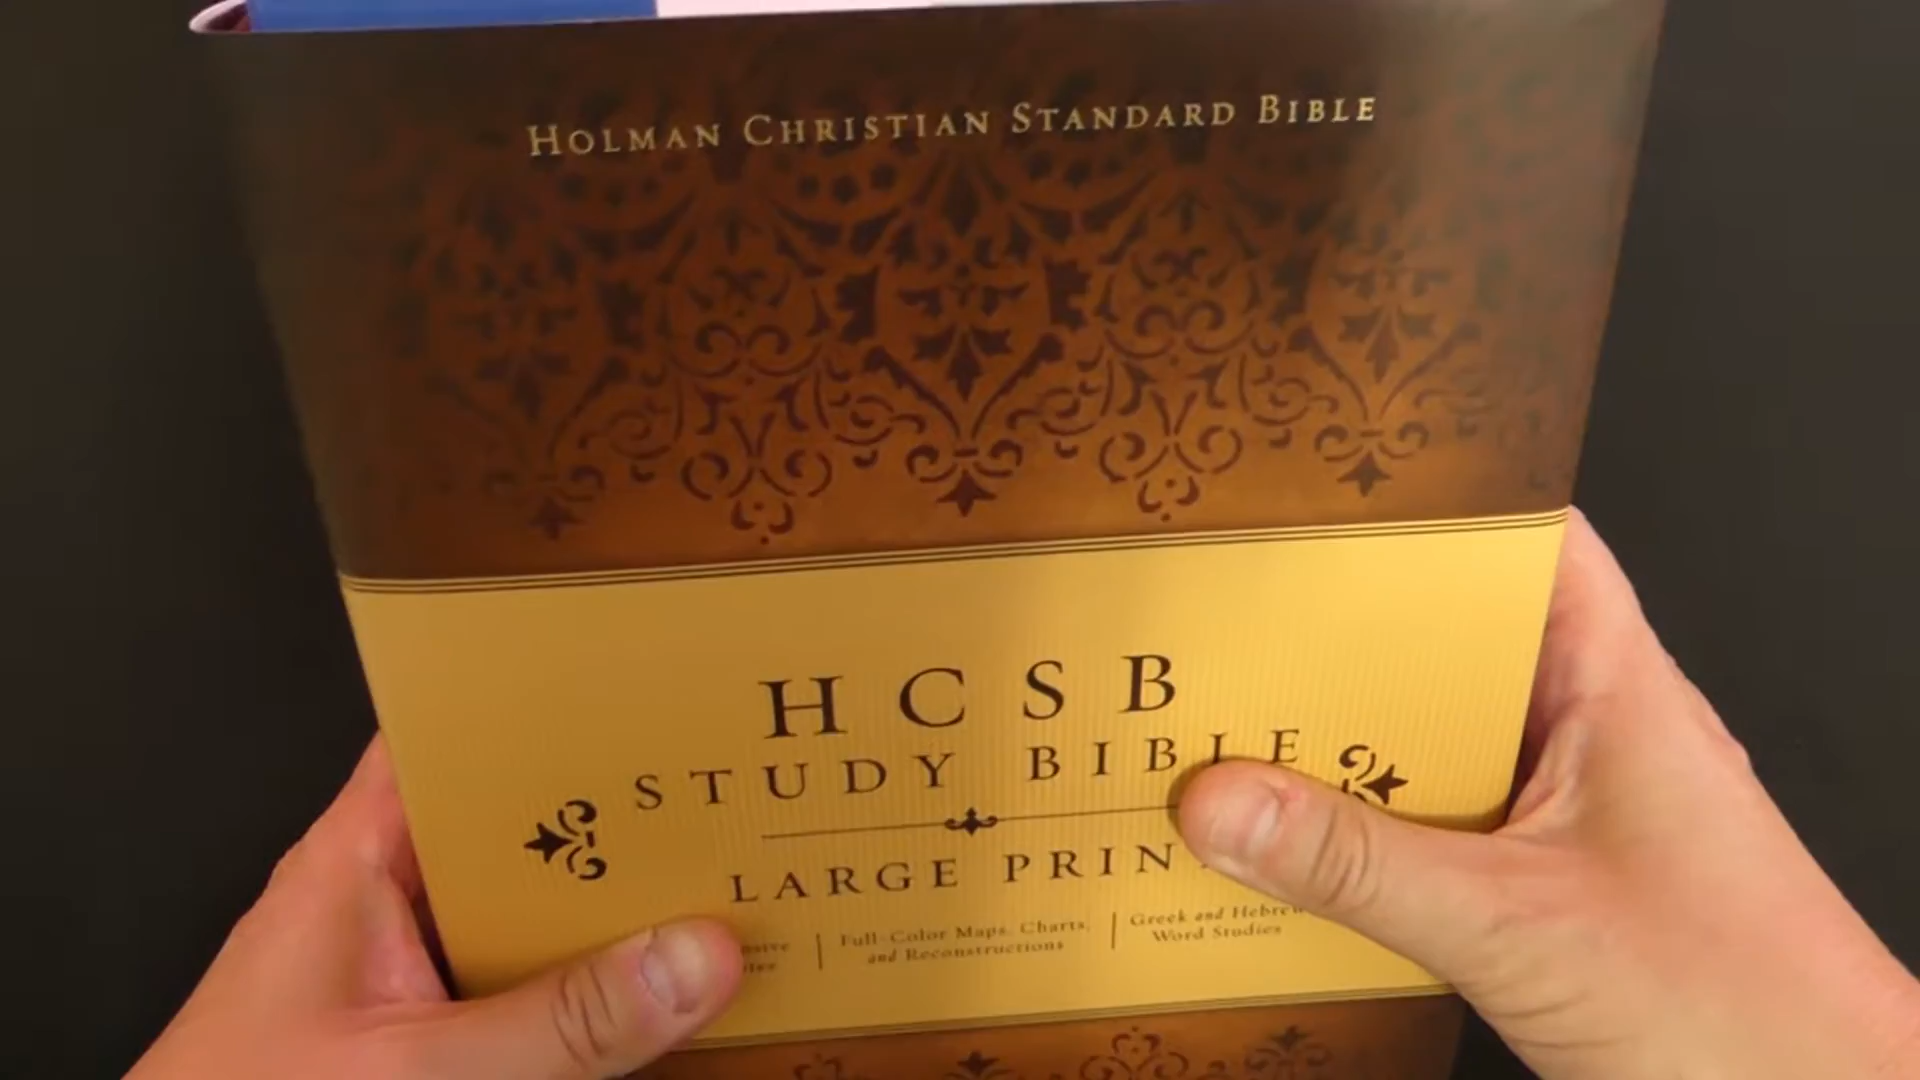 HOLMAN CHRISTIAN STANDARD BIBLE
HCSB
STUDY BIBLE
LARGE PRIN
Full-Color Maps, Charts,
and Reconstructions
Greek and Hebrew
Word Studies